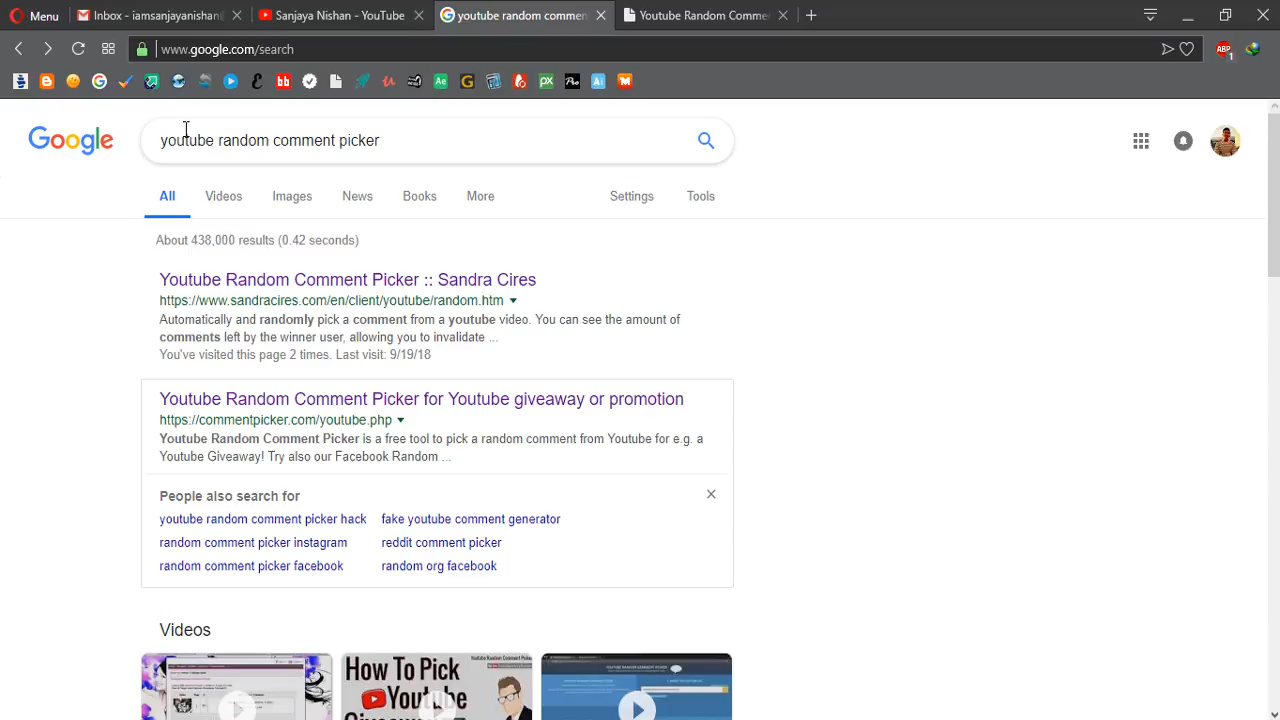 Menu
Inbox - iamsanjayanishan@
Sanjaya Nishan - YouTube
youtube random commen
Youtube Random Comme
www.google.com/search
ABP
1
bb
Ae
G
px
Ai
Google
youtube random comment picker
All
Videos
Images
News
Books
More
Settings
Tools
About 438,000 results (0.42 seconds)
Youtube Random Comment Picker :: Sandra Cires
https://www.sandracires.com/en/client/youtube/random.htm
Automatically and randomly pick a comment from a youtube video. You can see the amount of
comments left by the winner user, allowing you to invalidate ...
You've visited this page 2 times. Last visit: 9/19/18
Youtube Random Comment Picker for Youtube giveaway or promotion
https://commentpicker.com/youtube.php
Youtube Random Comment Picker is a free tool to pick a random comment from Youtube for e.g. a
Youtube Giveaway! Try also our Facebook Random ...
People also search for
youtube random comment picker hack
fake youtube comment generator
random comment picker instagram
reddit comment picker
random comment picker facebook
random org facebook
Videos
How To Pick
YouTube